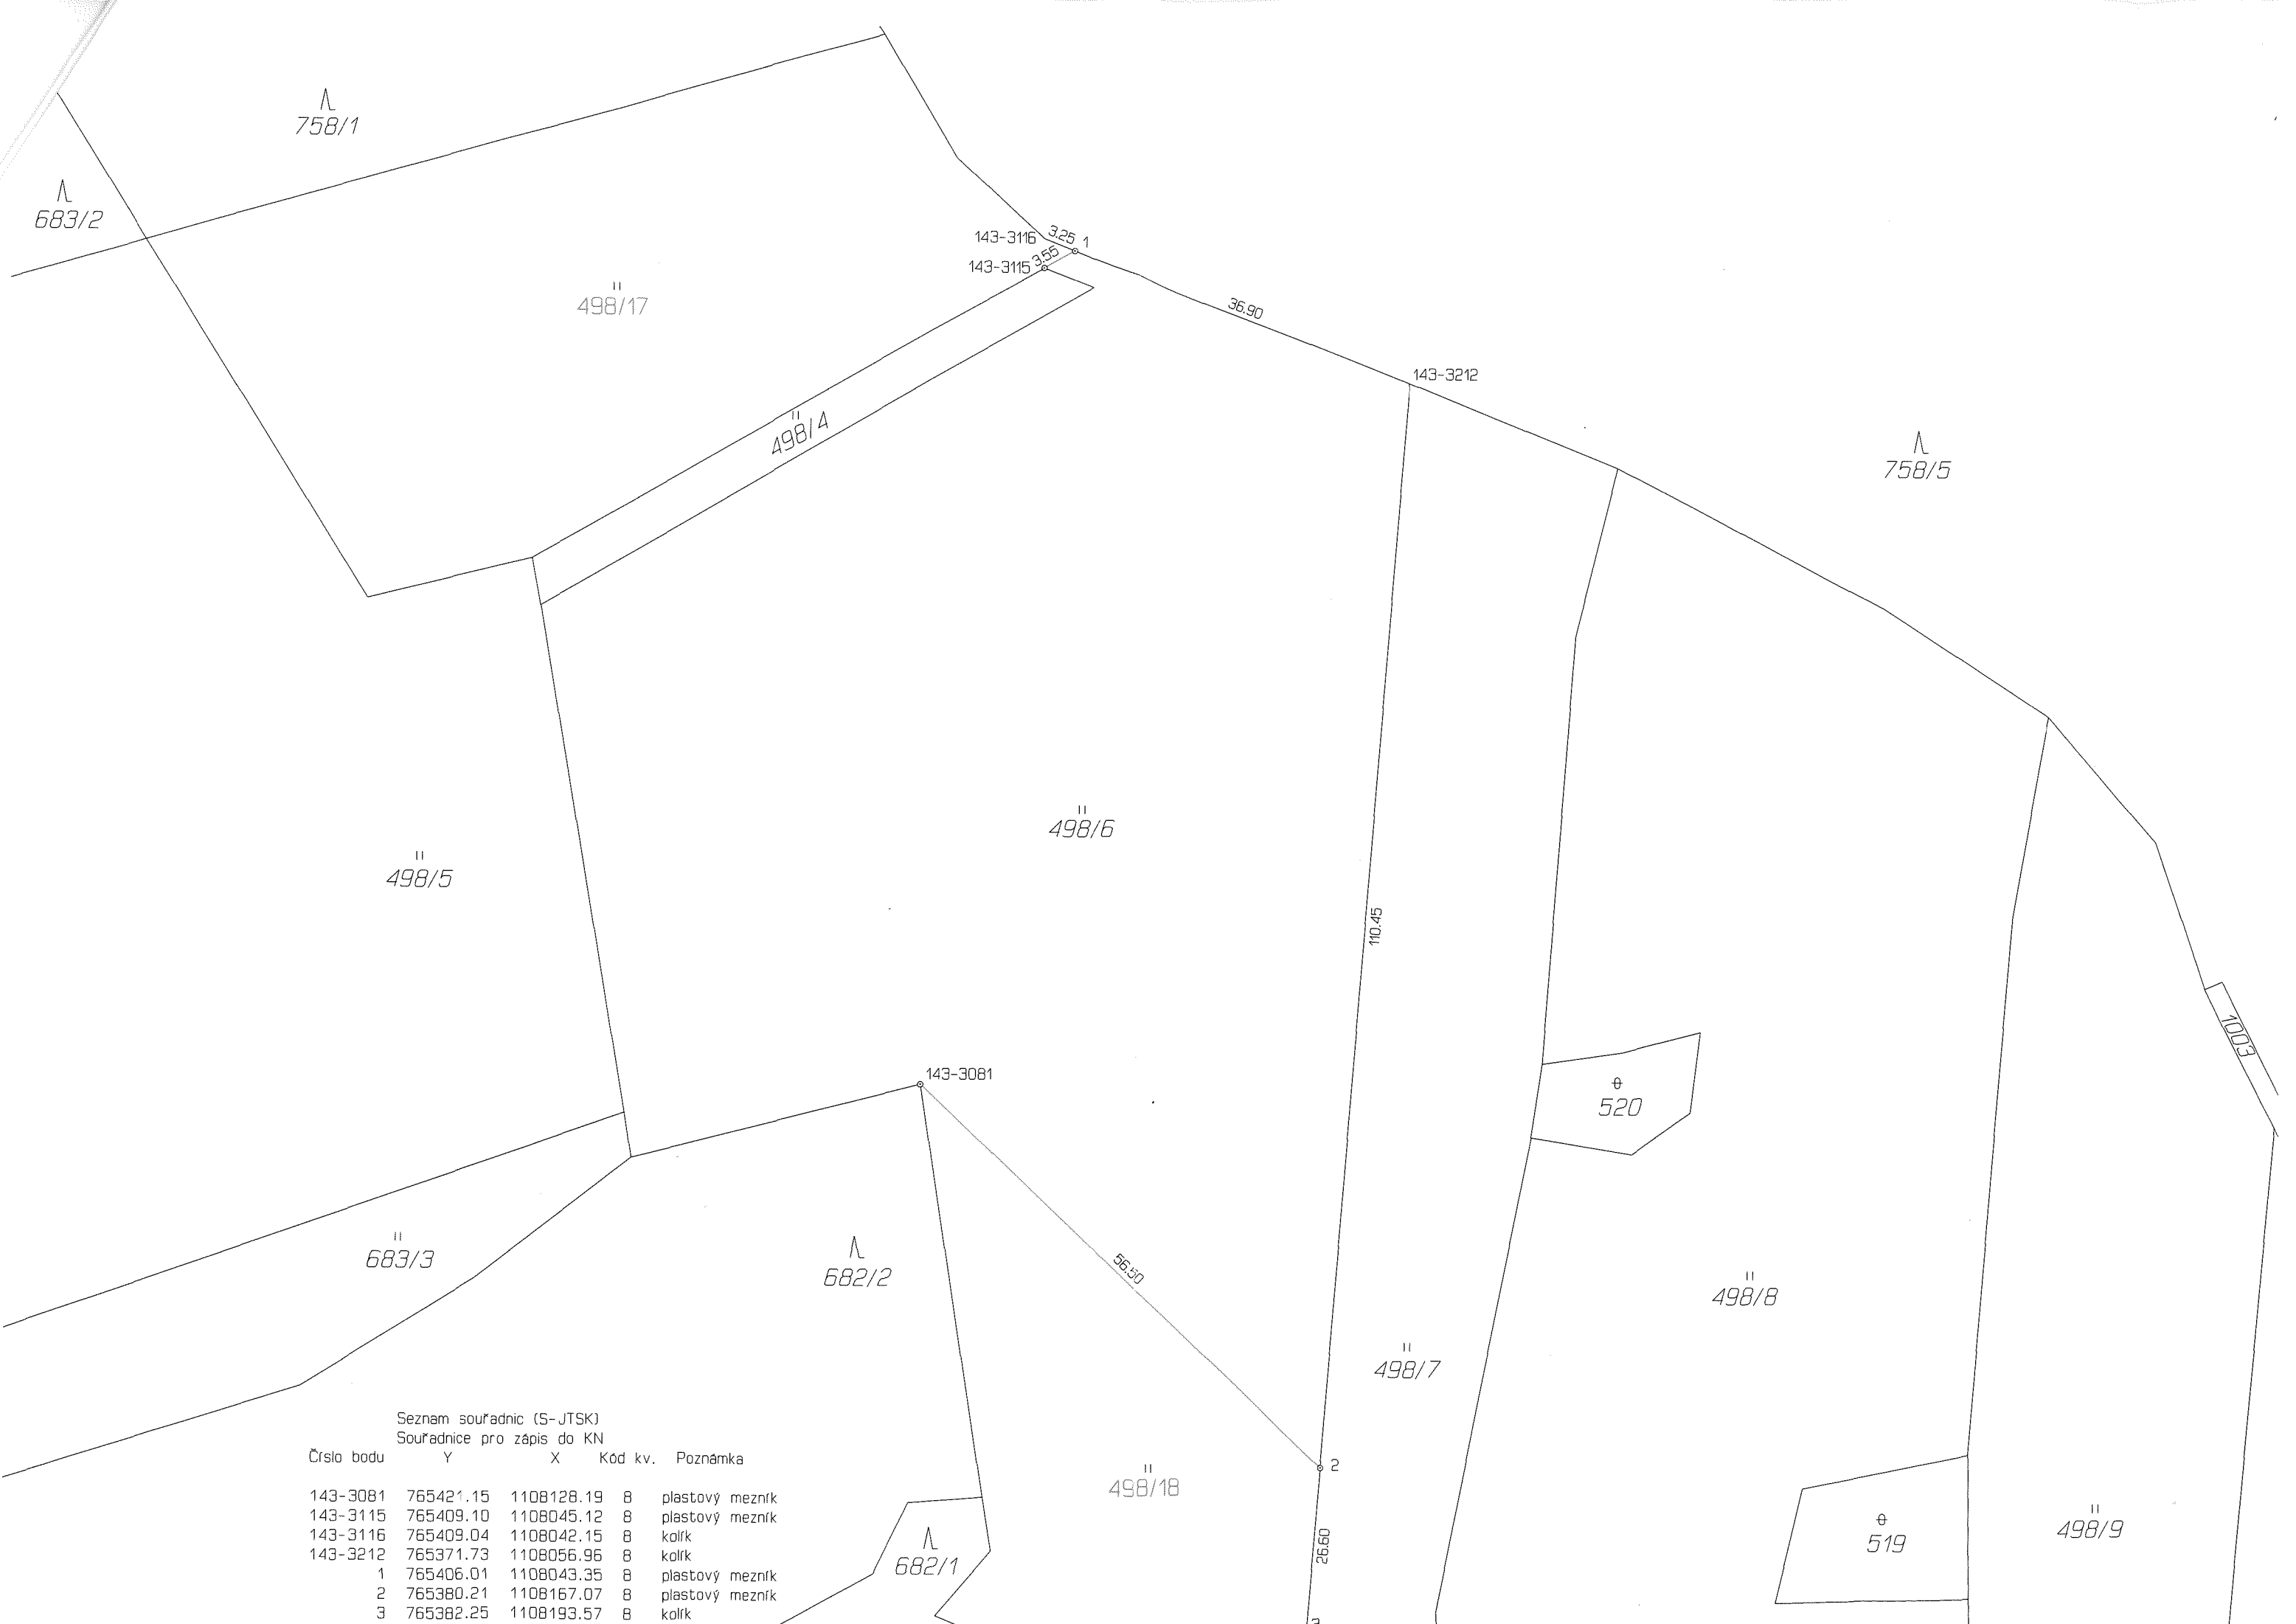 758/1
683/2
143-3116
3.25
1
143-3115
3.55
498/17
36.90
143-3212
498/4
758/5
498/6
498/5
110.45
1003
143-3081
520
683/3
682/2
56.50
498/8
498/7
Seznam souřadnic (S-JTSK)
Souřadnice pro zápis do KN
Číslo bodu Y X Kód kv. Poznámka
143-3081 765421.15 1108128.19 8 plastový mezník
143-3115 765409.10 1108045.12 8 plastový mezník
143-3116 765409.04 1108042.15 8 kolík
143-3212 765371.73 1108056.96 8 kolík
1 765406.01 1108043.35 8 plastový mezník
2 765380.21 1108167.07 8 plastový mezník
3 765382.25 1108193.57 8 kolík
2
498/18
26.60
682/1
519
498/9